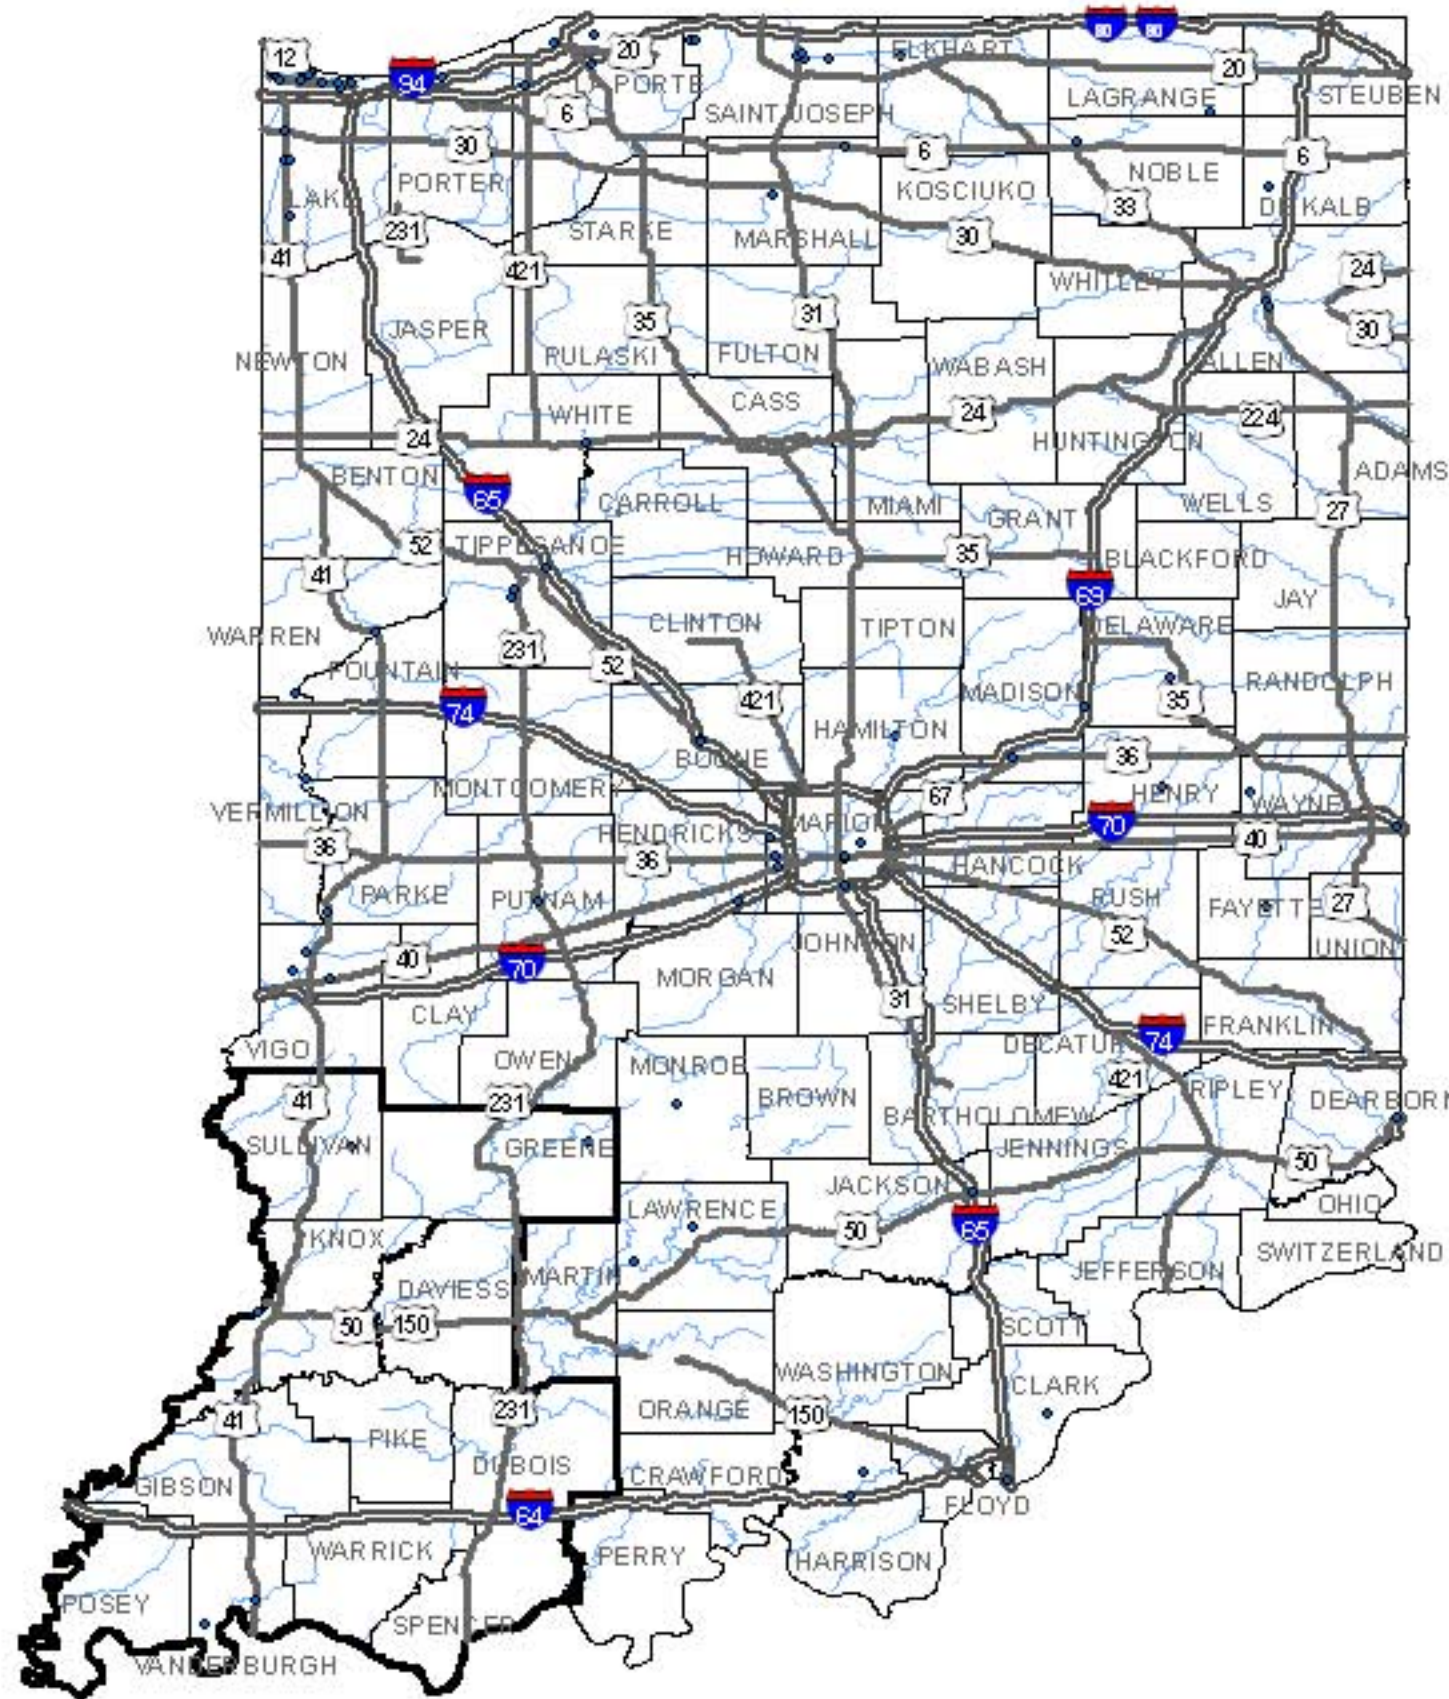 12
94
20
80
80
ELKHART
20
LA PORTE
LAGRANGE
STEUBEN
6
SAINT JOSEPH
30
6
6
PORTER
LAKE
KOSCIUKO
NOBLE
33
DE KALB
231
STARKE
MARSHALL
30
41
421
24
WHITLEY
35
31
30
JASPER
NEWTON
PULASKI
FULTON
WABASH
ALLEN
CASS
WHITE
24
224
24
HUNTINGTON
BENTON
ADAMS
65
CARROLL
MIAMI
WELLS
27
GRANT
52
TIPPECANOE
HOWARD
35
BLACKFORD
41
69
JAY
WARREN
CLINTON
TIPTON
DELAWARE
231
52
FOUNTAIN
RANDOLPH
MADISON
35
74
421
HAMILTON
BOONE
36
MONTGOMERY
67
HENRY
WAYNE
VERMILLION
MARION
70
HENDRICKS
40
36
36
HANCOCK
PARKE
PUTNAM
RUSH
FAYETTE
27
52
JOHNSON
UNION
40
70
MORGAN
31
SHELBY
CLAY
FRANKLIN
74
VIGO
OWEN
DECATUR
MONROE
421
RIPLEY
BROWN
DEARBORN
41
231
BARTHOLOMEW
SULLIVAN
GREENE
JENNINGS
50
JACKSON
OHIO
LAWRENCE
65
50
KNOX
SWITZERLAND
MARTIN
JEFFERSON
DAVIESS
50
150
SCOTT
WASHINGTON
CLARK
231
ORANGE
150
41
PIKE
DUBOIS
CRAWFORD
GIBSON
64
FLOYD
WARRICK
PERRY
HARRISON
POSEY
SPENCER
VANDERBURGH